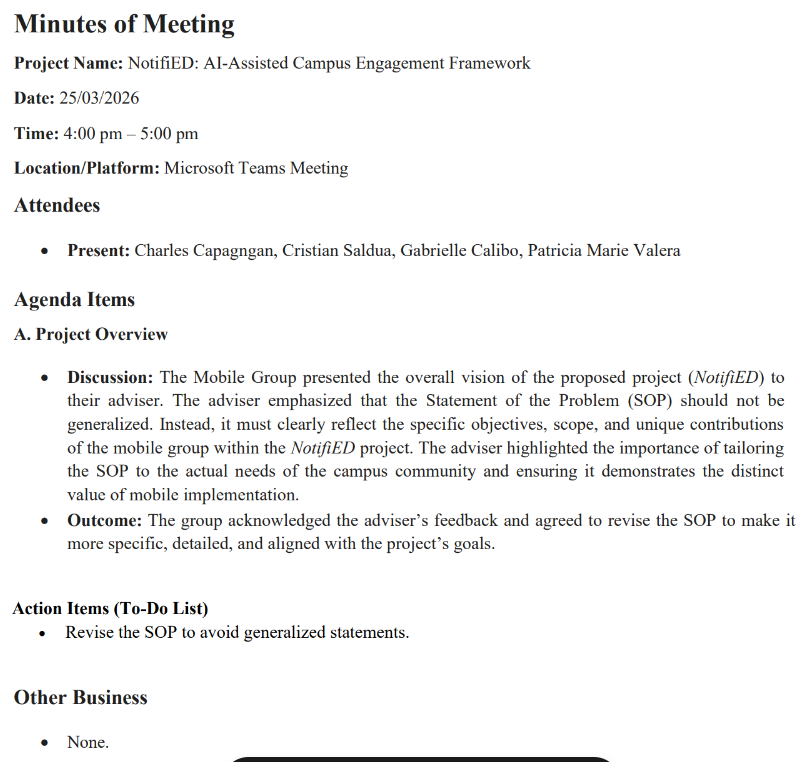 Minutes of Meeting
Project Name: NotifiED: AI-Assisted Campus Engagement Framework
Date: 25/03/2026
Time: 4:00 pm – 5:00 pm
Location/Platform: Microsoft Teams Meeting
Attendees
• Present: Charles Capagngan, Cristian Saldua, Gabrielle Calibo, Patricia Marie Valera
Agenda Items
A. Project Overview
• Discussion: The Mobile Group presented the overall vision of the proposed project (NotifiED) to
their adviser. The adviser emphasized that the Statement of the Problem (SOP) should not be
generalized. Instead, it must clearly reflect the specific objectives, scope, and unique contributions
of the mobile group within the NotifiED project. The adviser highlighted the importance of tailoring
the SOP to the actual needs of the campus community and ensuring it demonstrates the distinct
value of mobile implementation.
• Outcome: The group acknowledged the adviser’s feedback and agreed to revise the SOP to make it
more specific, detailed, and aligned with the project’s goals.
Action Items (To-Do List)
• Revise the SOP to avoid generalized statements.
Other Business
• None.